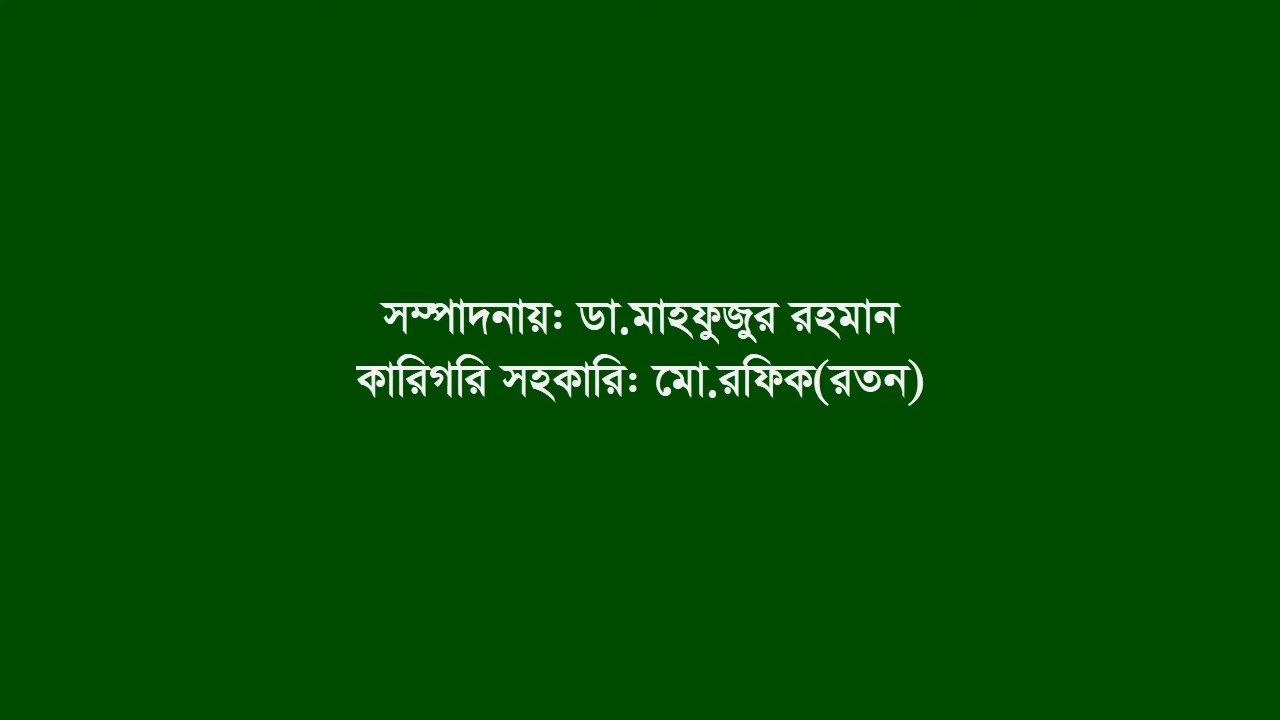 সম্পাদনায়ঃ ডা.মাহফুজুর রহমান
কারিগরি সহকারিঃ মো.রফিক(রতন)